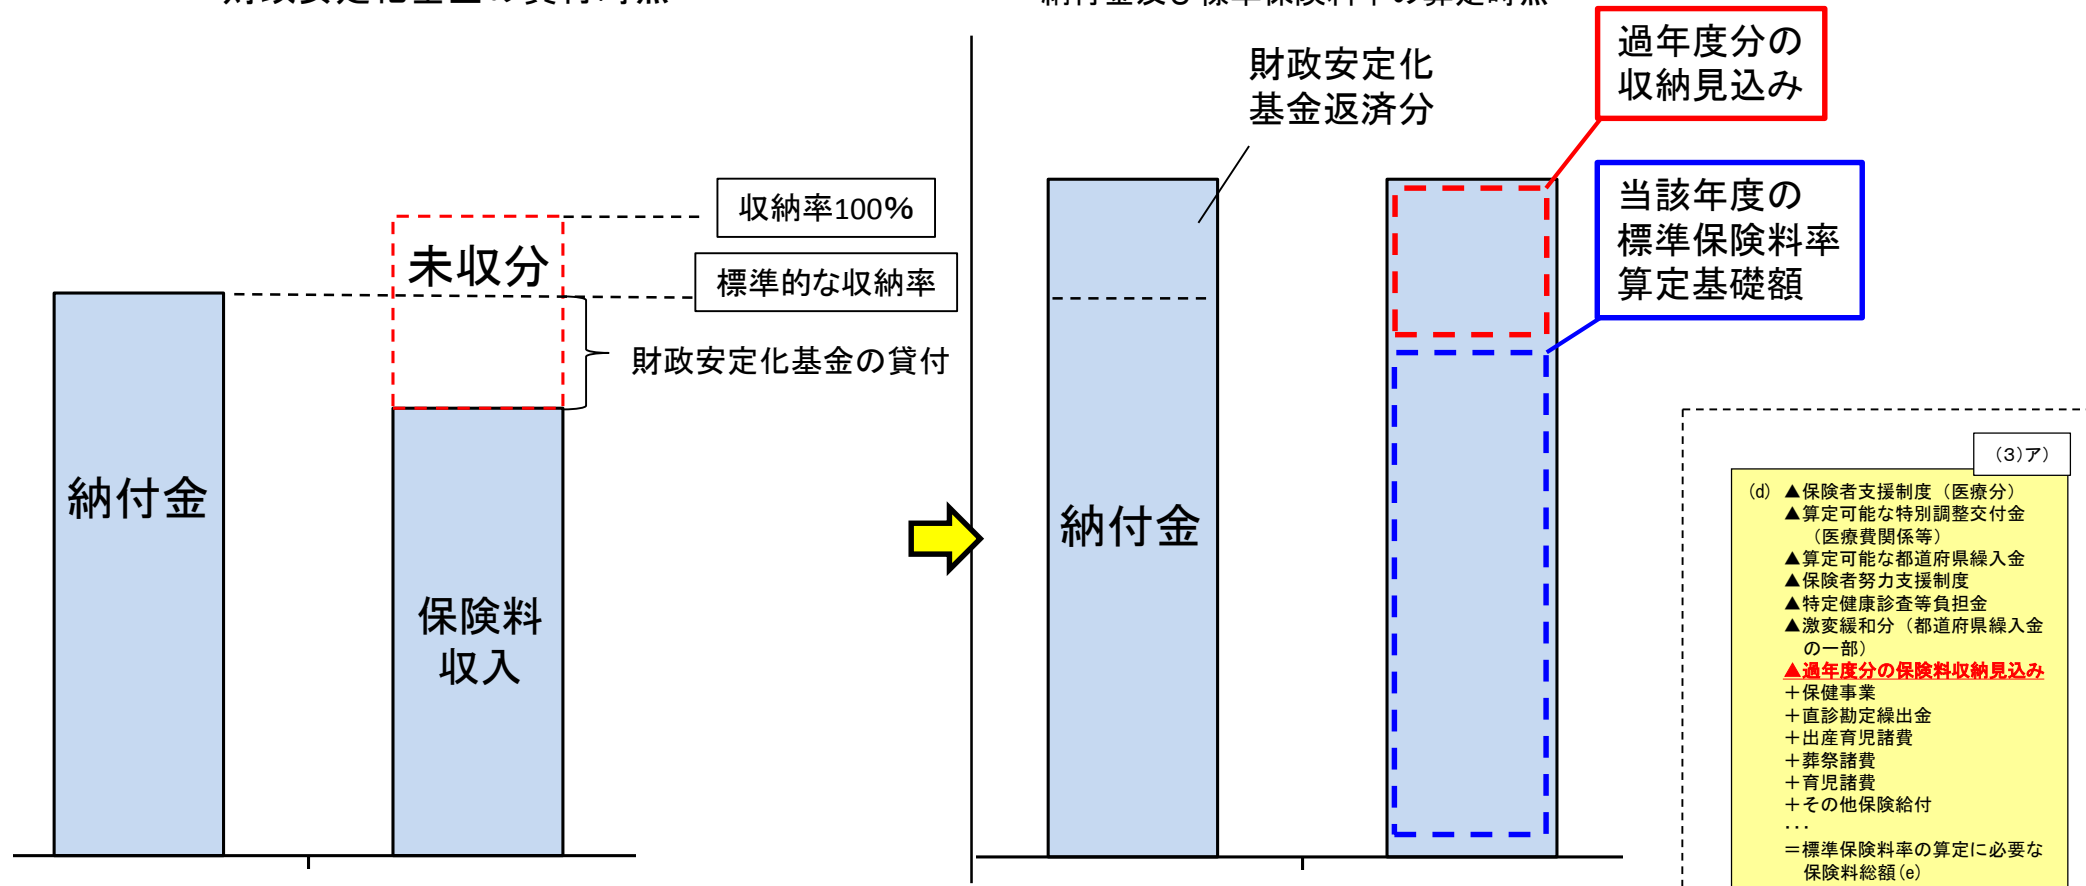 財政安定化
基金返済分
過年度分の
収納見込み
当該年度の
標準保険料率
算定基礎額
収納率100%
未収分
標準的な収納率
財政安定化基金の貸付
納付金
保険料
収入
納付金
(3)ア)
(d) ▲保険者支援制度（医療分）
▲算定可能な特別調整交付金
（医療費関係等）
▲算定可能な都道府県繰入金
▲保険者努力支援制度
▲特定健康診査等負担金
▲激変緩和分（都道府県繰入金
の一部）
▲過年度分の保険料収納見込み
＋保健事業
＋直診勘定繰出金
＋出産育児諸費
＋葬祭諸費
＋育児諸費
＋その他保険給付
･･･
＝標準保険料率の算定に必要な
保険料総額(e)